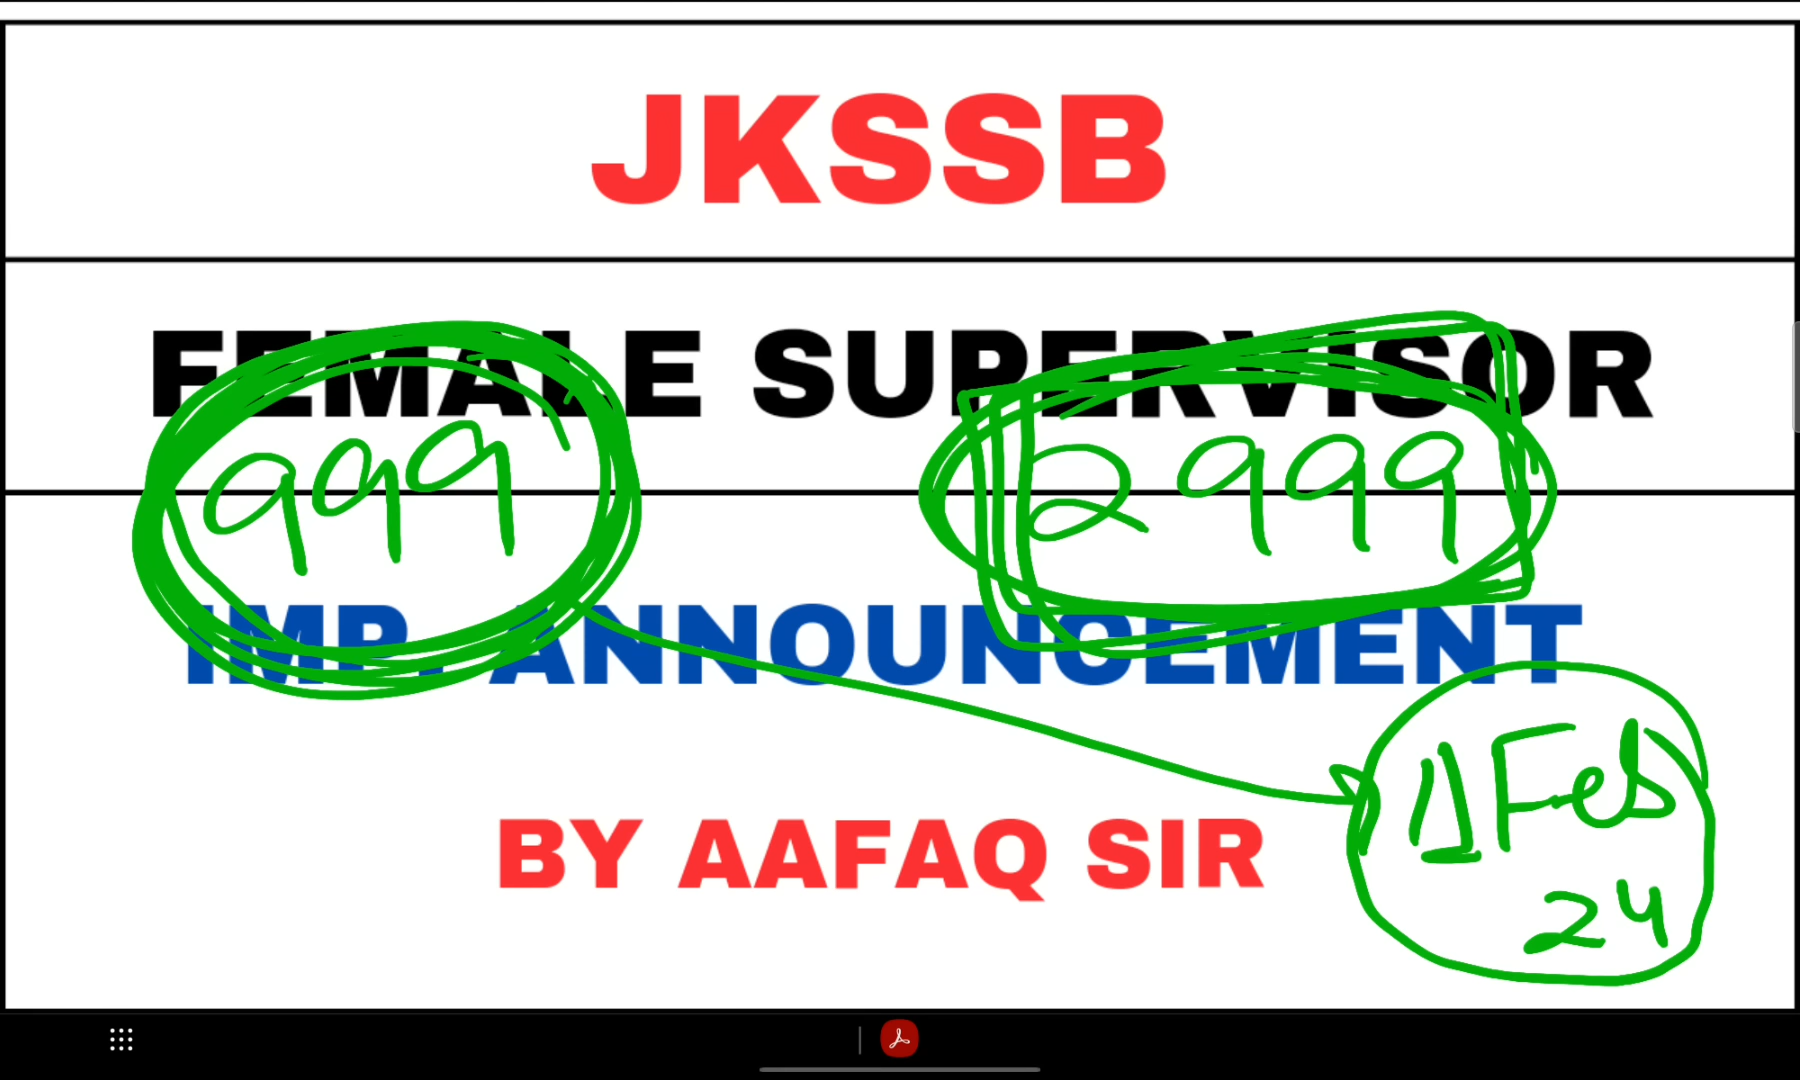 JKSSB
FEMALE SUPERVISOR
999 2999
IMP. ANNOUNCEMENT
1 Feb
BY AAFAQ SIR
24